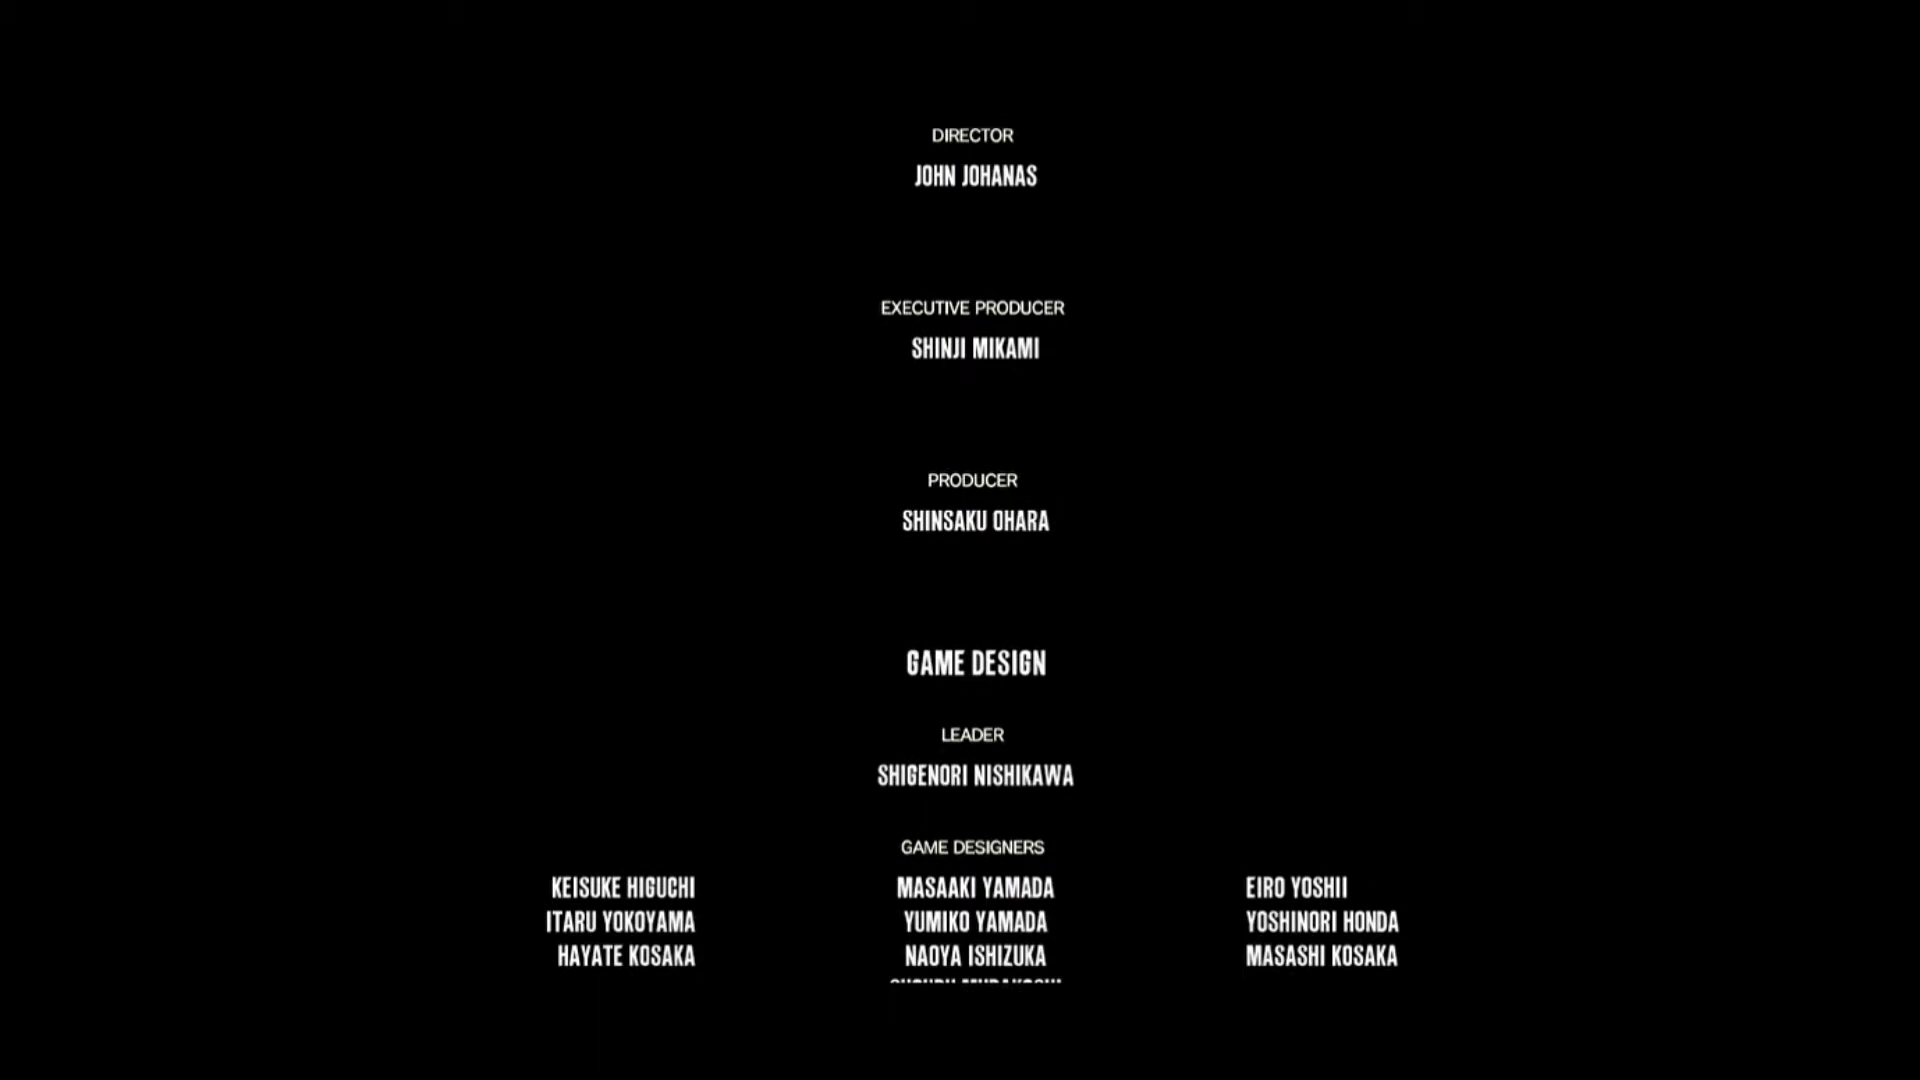 DIRECTOR
JOHN JOHANAS
EXECUTIVE PRODUCER
SHINJI MIKAMI
PRODUCER
SHINSAKU OHARA
GAME DESIGN
LEADER
SHIGENORI NISHIKAWA
GAME DESIGNERS
KEISUKE HIGUCHI MASAAKI YAMADA EIRO YOSHII
ITARU YOKOYAMA YUMIKO YAMADA YOSHINORI HONDA
HAYATE KOSAKA NAOYA ISHIZUKA MASASHI KOSAKA